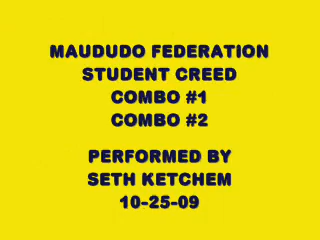 MAUDUDO FEDERATION
STUDENT CREED
COMBO #1
COMBO #2
PERFORMED BY
SETH KETCHEM
10-25-09